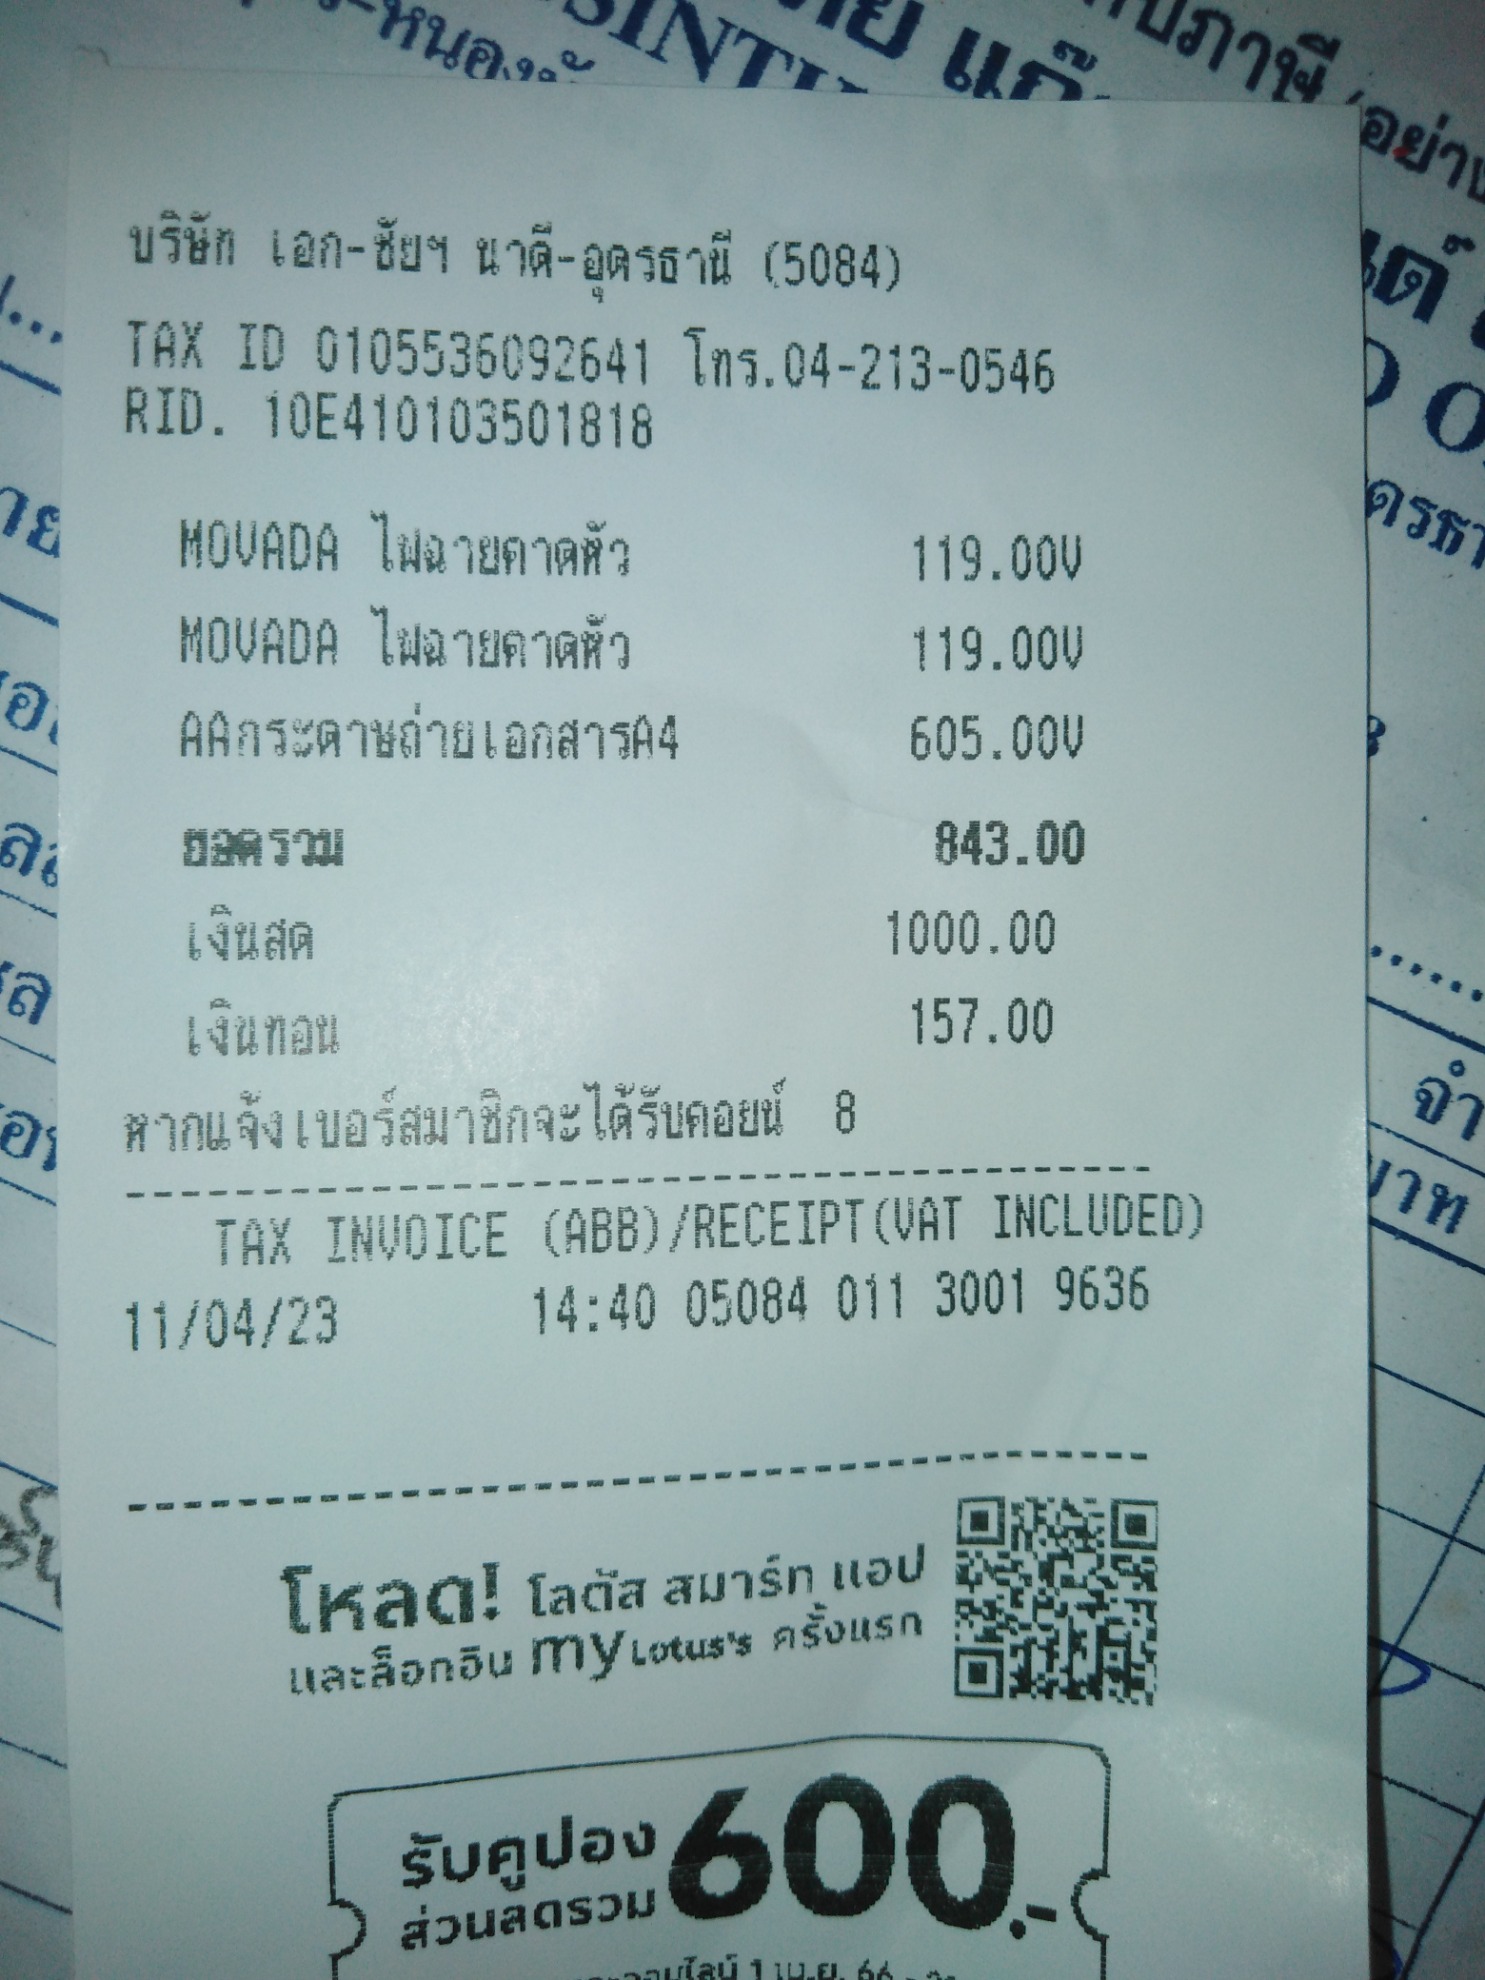 บริษัท เอก-ชัยฯ นาดี-อุดรธานี (5084)
TAX ID 0105536092641 โทร.04-213-0546
RID. 10E410103501818
MOVADA ไฟฉายคาดหัว 119.00V
MOVADA ไฟฉายคาดหัว 119.00V
AAกระดาษถ่ายเอกสารA4 605.00V
ยอดรวม 843.00
เงินสด 1000.00
เงินทอน 157.00
หากแจ้งเบอร์สมาชิกจะได้รับคอยน์ 8
TAX INVOICE (ABB)/RECEIPT(VAT INCLUDED)
11/04/23 14:40 05084 011 3001 9636
โหลด! โลตัส สมาร์ท แอป
และล็อกอิน my Lotus's ครั้งแรก
รับคูปอง 600.-
ส่วนลดรวม
1 เม.ย. 66